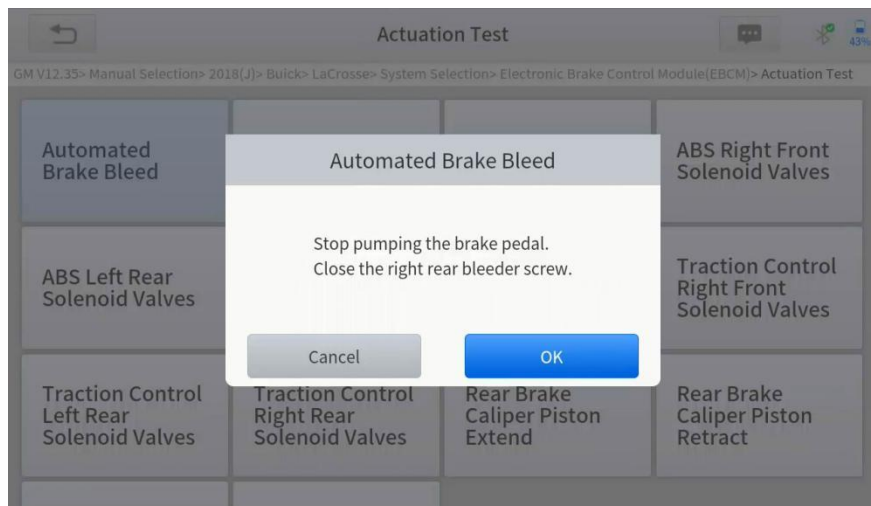 Actuation Test
43%
GM V12.35> Manual Selection> 2018(J)> Buick> LaCrosse> System Selection> Electronic Brake Control Module(EBCM)> Actuation Test
Automated
Brake Bleed
ABS Right Front
Solenoid Valves
Automated Brake Bleed
Stop pumping the brake pedal.
Close the right rear bleeder screw.
Cancel
OK
ABS Left Rear
Solenoid Valves
Traction Control
Right Front
Solenoid Valves
Traction Control
Left Rear
Solenoid Valves
Traction Control
Right Rear
Solenoid Valves
Rear Brake
Caliper Piston
Extend
Rear Brake
Caliper Piston
Retract